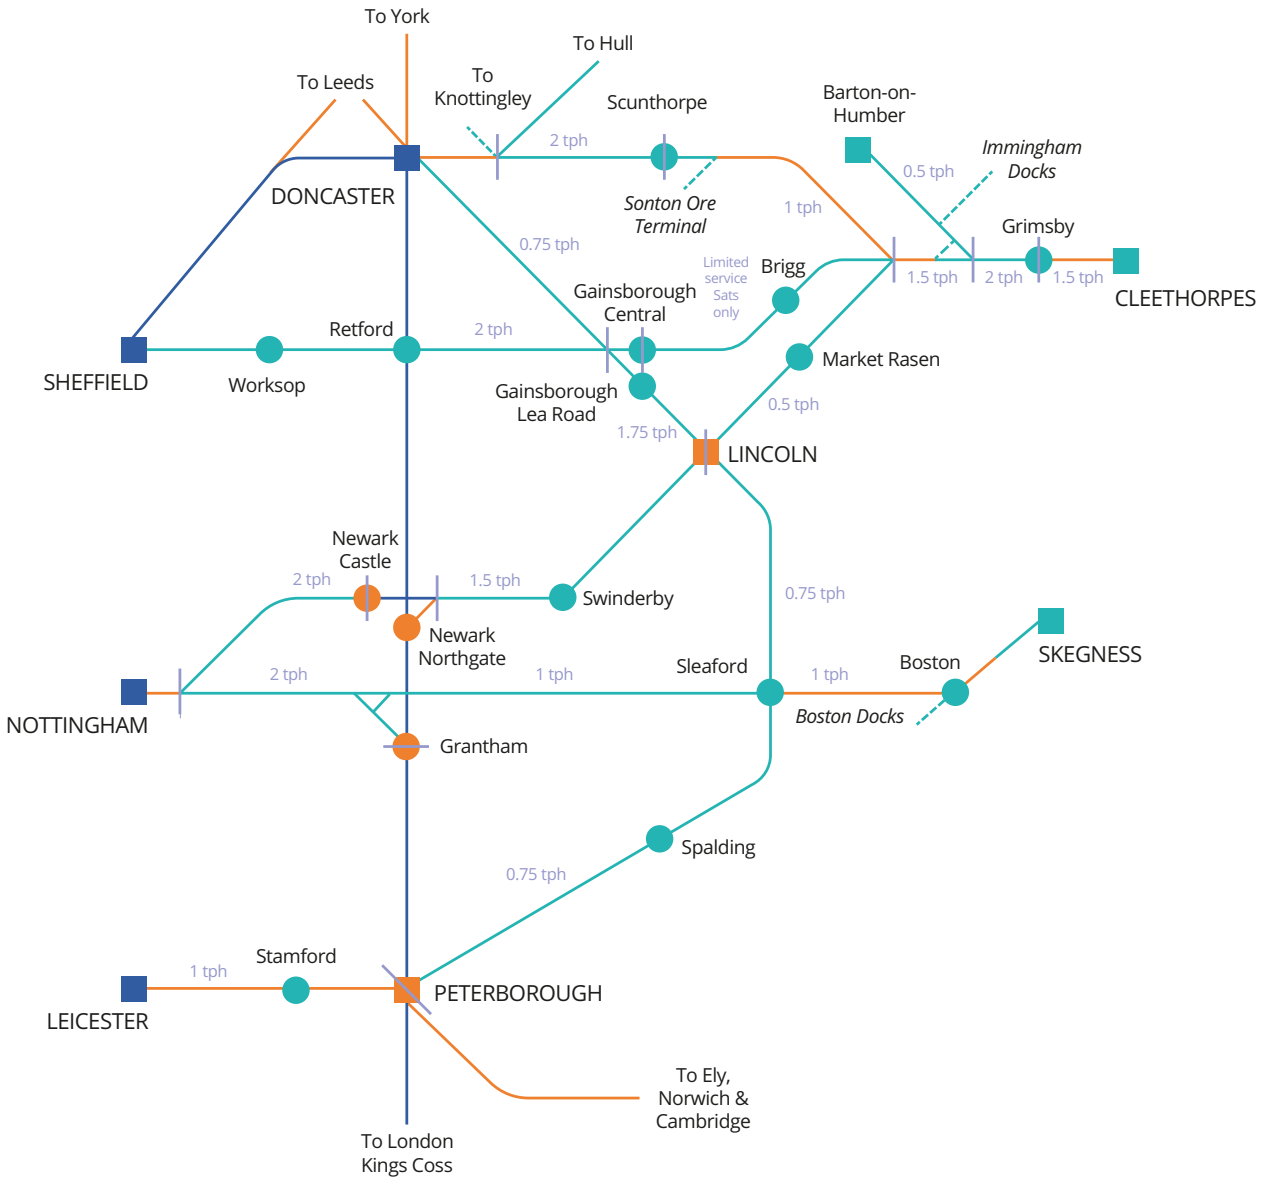 To York
To Leeds
To
Knottingley
To Hull
Scunthorpe
2 tph
DONCASTER
Sonton Ore
Terminal
1 tph
Barton-on-
Humber
0.5 tph
Immingham
Docks
Grimsby
1.5 tph
2 tph
1.5 tph
CLEETHORPES
0.75 tph
Limited
service
Sats
only
Brigg
Gainsborough
Central
Retford
2 tph
SHEFFIELD
Worksop
Gainsborough
Lea Road
Market Rasen
0.5 tph
1.75 tph
LINCOLN
Newark
Castle
2 tph
1.5 tph
Swinderby
Newark
Northgate
0.75 tph
SKEGNESS
Sleaford
Boston
2 tph
1 tph
1 tph
NOTTINGHAM
Boston Docks
Grantham
Spalding
0.75 tph
Stamford
1 tph
LEICESTER
PETERBOROUGH
To Ely,
Norwich &
Cambridge
To London
Kings Coss